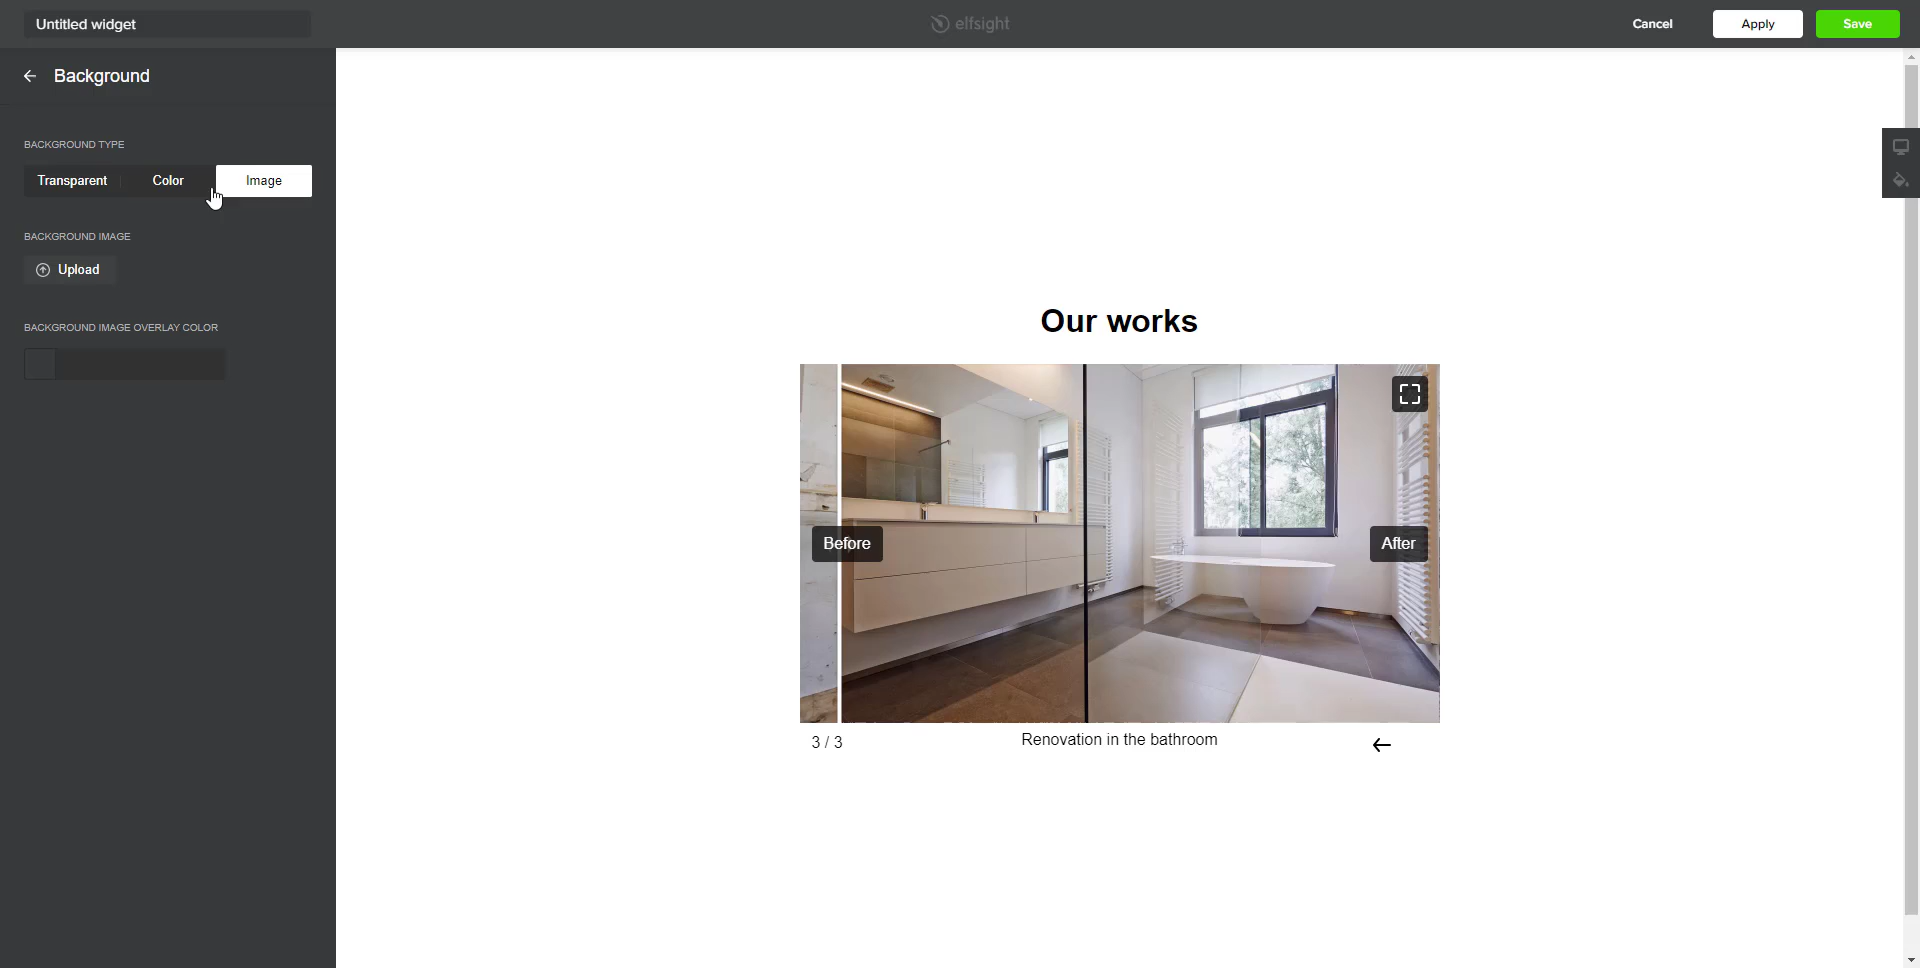 Untitled widget
elfsight
Cancel
Apply
Save
Background
BACKGROUND TYPE
Transparent
Color
Image
BACKGROUND IMAGE
Upload
BACKGROUND IMAGE OVERLAY COLOR
Our works
Before
After
3 / 3
Renovation in the bathroom